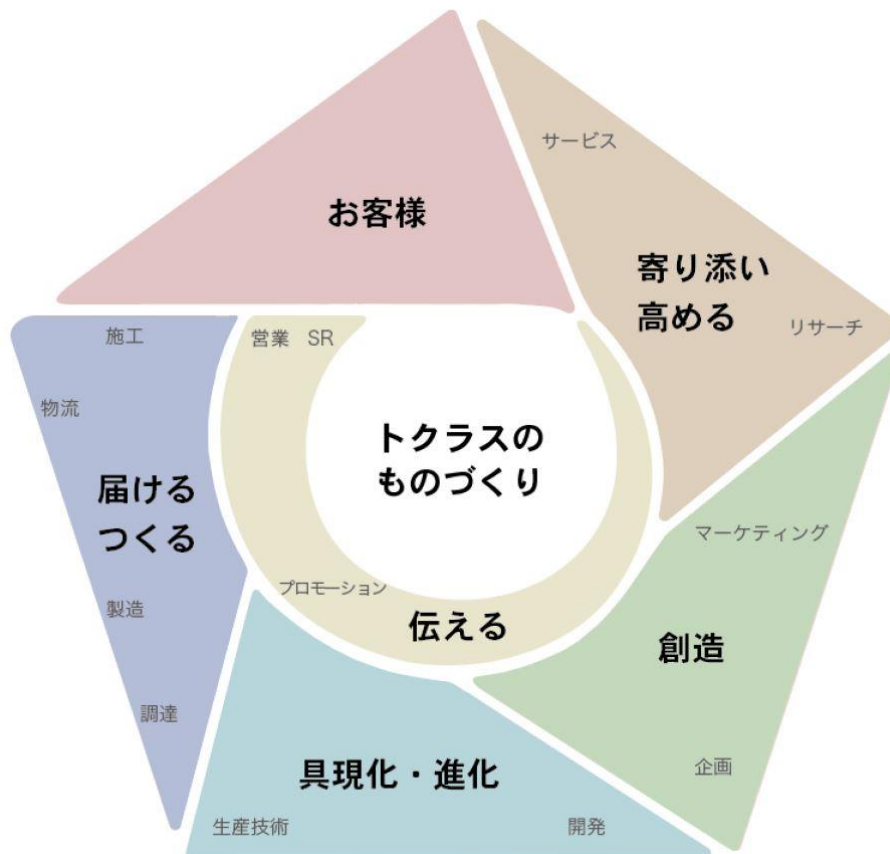 サービス
お客様
寄り添い
高める
リサーチ
施工
営業 SR
物流
トクラスの
ものづくり
届ける
つくる
マーケティング
製造
プロモーション
伝える
創造
調達
企画
具現化・進化
生産技術
開発